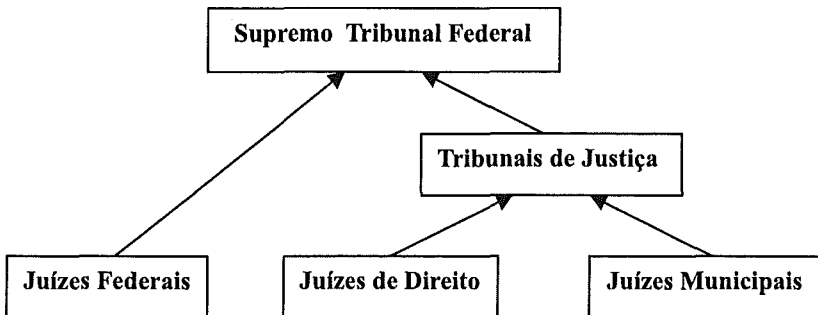 Supremo Tribunal Federal
Tribunais de Justiça
Juízes Federais
Juízes de Direito
Juízes Municipais